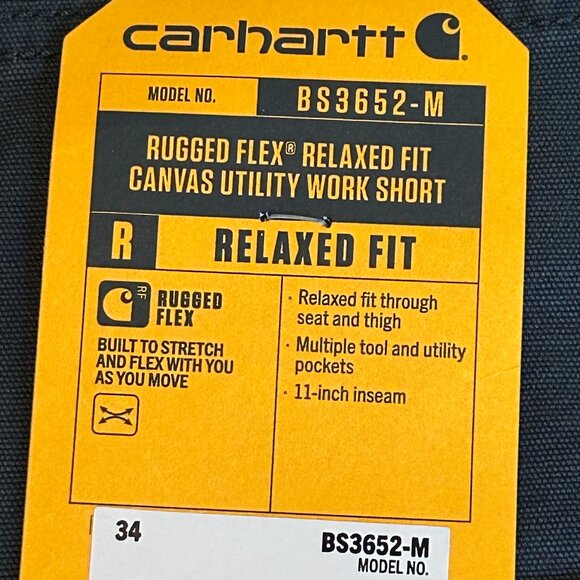 carhartt
MODEL NO. BS3652-M
RUGGED FLEX® RELAXED FIT
CANVAS UTILITY WORK SHORT
R RELAXED FIT
RF
RUGGED
FLEX
BUILT TO STRETCH
AND FLEX WITH YOU
AS YOU MOVE
· Relaxed fit through
seat and thigh
· Multiple tool and utility
pockets
· 11-inch inseam
34 BS3652-M
MODEL NO.